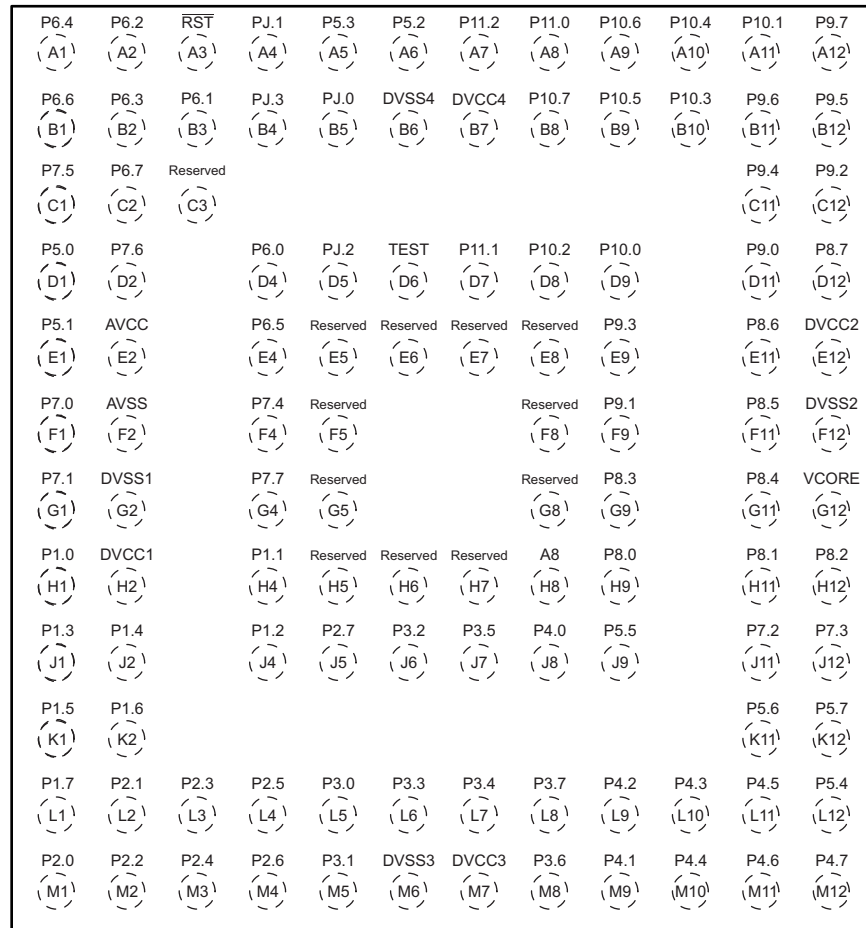 P6.4 P6.2 RST PJ.1 P5.3 P5.2 P11.2 P11.0 P10.6 P10.4 P10.1 P9.7
A1 A2 A3 A4 A5 A6 A7 A8 A9 A10 A11 A12
P6.6 P6.3 P6.1 PJ.3 PJ.0 DVSS4 DVCC4 P10.7 P10.5 P10.3 P9.6 P9.5
B1 B2 B3 B4 B5 B6 B7 B8 B9 B10 B11 B12
P7.5 P6.7 Reserved P9.4 P9.2
C1 C2 C3 C11 C12
P5.0 P7.6 P6.0 PJ.2 TEST P11.1 P10.2 P10.0 P9.0 P8.7
D1 D2 D4 D5 D6 D7 D8 D9 D11 D12
P5.1 AVCC P6.5 Reserved Reserved Reserved Reserved P9.3 P8.6 DVCC2
E1 E2 E4 E5 E6 E7 E8 E9 E11 E12
P7.0 AVSS P7.4 Reserved Reserved P9.1 P8.5 DVSS2
F1 F2 F4 F5 F8 F9 F11 F12
P7.1 DVSS1 P7.7 Reserved Reserved P8.3 P8.4 VCORE
G1 G2 G4 G5 G8 G9 G11 G12
P1.0 DVCC1 P1.1 Reserved Reserved Reserved A8 P8.0 P8.1 P8.2
H1 H2 H4 H5 H6 H7 H8 H9 H11 H12
P1.3 P1.4 P1.2 P2.7 P3.2 P3.5 P4.0 P5.5 P7.2 P7.3
J1 J2 J4 J5 J6 J7 J8 J9 J11 J12
P1.5 P1.6 P5.6 P5.7
K1 K2 K11 K12
P1.7 P2.1 P2.3 P2.5 P3.0 P3.3 P3.4 P3.7 P4.2 P4.3 P4.5 P5.4
L1 L2 L3 L4 L5 L6 L7 L8 L9 L10 L11 L12
P2.0 P2.2 P2.4 P2.6 P3.1 DVSS3 DVCC3 P3.6 P4.1 P4.4 P4.6 P4.7
M1 M2 M3 M4 M5 M6 M7 M8 M9 M10 M11 M12